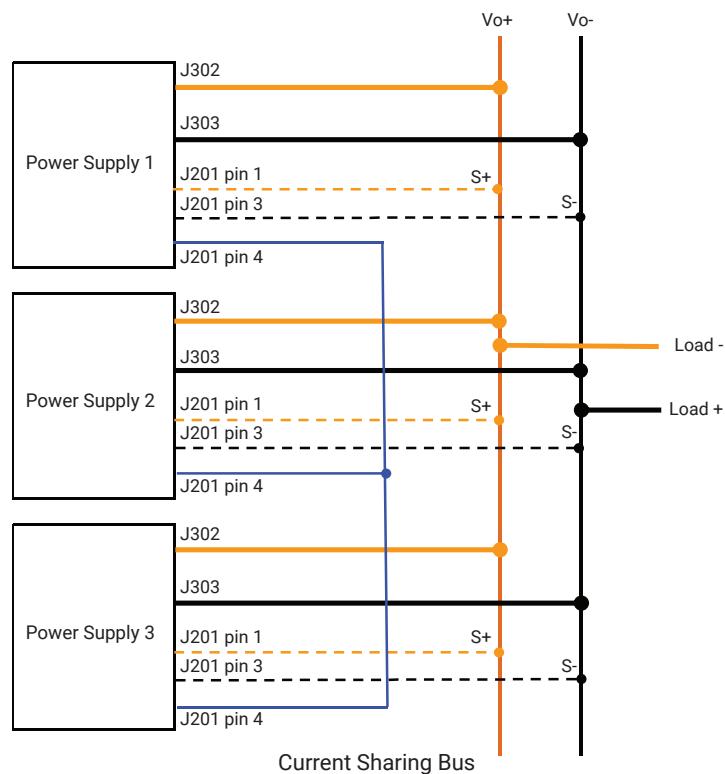 Vo+
Vo-
J302
J303
Power Supply 1
J201 pin 1
S+
J201 pin 3
S-
J201 pin 4
J302
Load -
J303
Power Supply 2
J201 pin 1
S+
Load +
J201 pin 3
S-
J201 pin 4
J302
J303
Power Supply 3
J201 pin 1
S+
J201 pin 3
S-
J201 pin 4
Current Sharing Bus